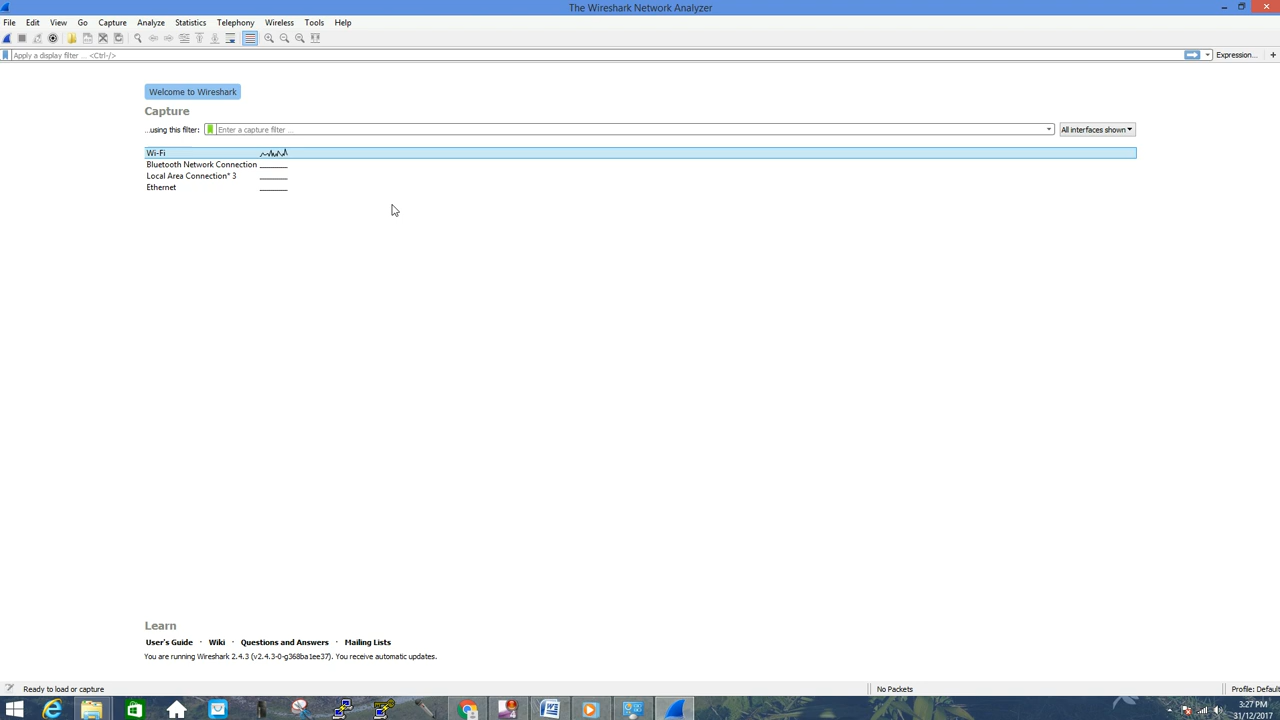 The Wireshark Network Analyzer
File Edit View Go Capture Analyze Statistics Telephony Wireless Tools Help
Apply a display filter ... <Ctrl-/> Expression... +
Welcome to Wireshark
Capture
...using this filter: Enter a capture filter ... All interfaces shown
Wi-Fi
Bluetooth Network Connection
Local Area Connection* 3
Ethernet
Learn
User's Guide · Wiki · Questions and Answers · Mailing Lists
You are running Wireshark 2.4.3 (v2.4.3-0-g368ba1ee37). You receive automatic updates.
Ready to load or capture No Packets Profile: Default
3:27 PM
31/12/2017